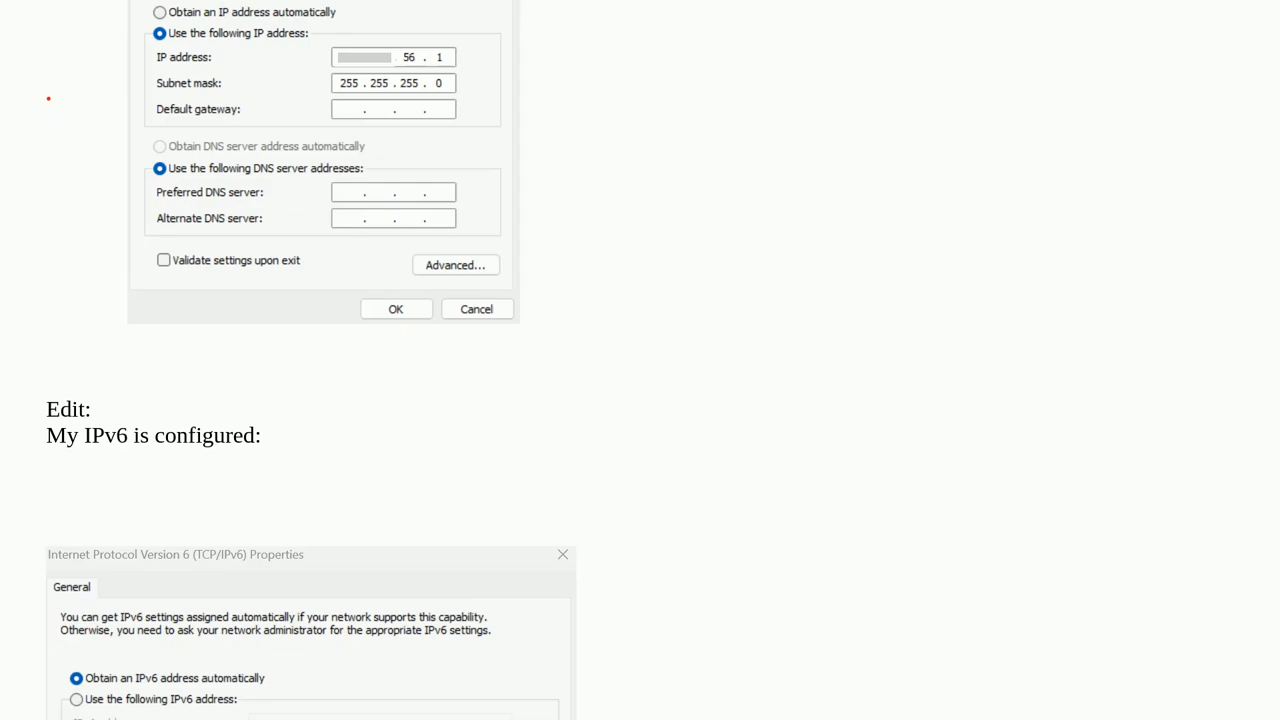 Obtain an IP address automatically
Use the following IP address:
IP address: . 56 . 1
Subnet mask: 255 . 255 . 255 . 0
Default gateway: . . .
Obtain DNS server address automatically
Use the following DNS server addresses:
Preferred DNS server: . . .
Alternate DNS server: . . .
Validate settings upon exit
Advanced...
OK Cancel
Edit:
My IPv6 is configured:
Internet Protocol Version 6 (TCP/IPv6) Properties
General
You can get IPv6 settings assigned automatically if your network supports this capability.
Otherwise, you need to ask your network administrator for the appropriate IPv6 settings.
Obtain an IPv6 address automatically
Use the following IPv6 address: